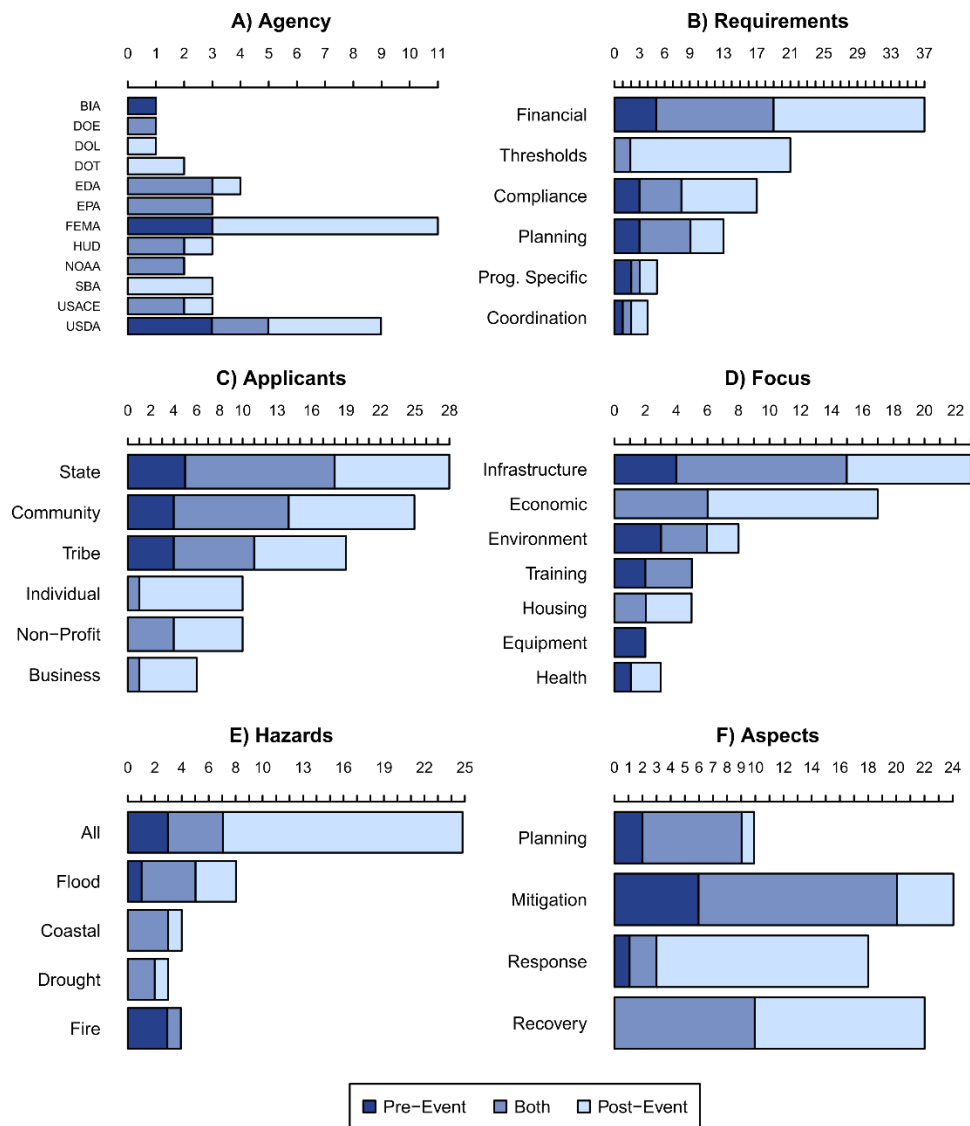 A) Agency
0 1 2 3 4 5 6 7 8 9 10 11
BIA
DOE
DOL
DOT
EDA
EPA
FEMA
HUD
NOAA
SBA
USACE
USDA
B) Requirements
0 3 6 9 13 17 21 25 29 33 37
Financial
Thresholds
Compliance
Planning
Prog. Specific
Coordination
C) Applicants
0 2 4 6 8 10 13 16 19 22 25 28
State
Community
Tribe
Individual
Non−Profit
Business
D) Focus
0 2 4 6 8 10 12 14 16 18 20 22
Infrastructure
Economic
Environment
Training
Housing
Equipment
Health
E) Hazards
0 2 4 6 8 10 13 16 19 22 25
All
Flood
Coastal
Drought
Fire
F) Aspects
0 1 2 3 4 5 6 7 8 9 10 12 14 16 18 20 22 24
Planning
Mitigation
Response
Recovery
Pre−Event Both Post−Event